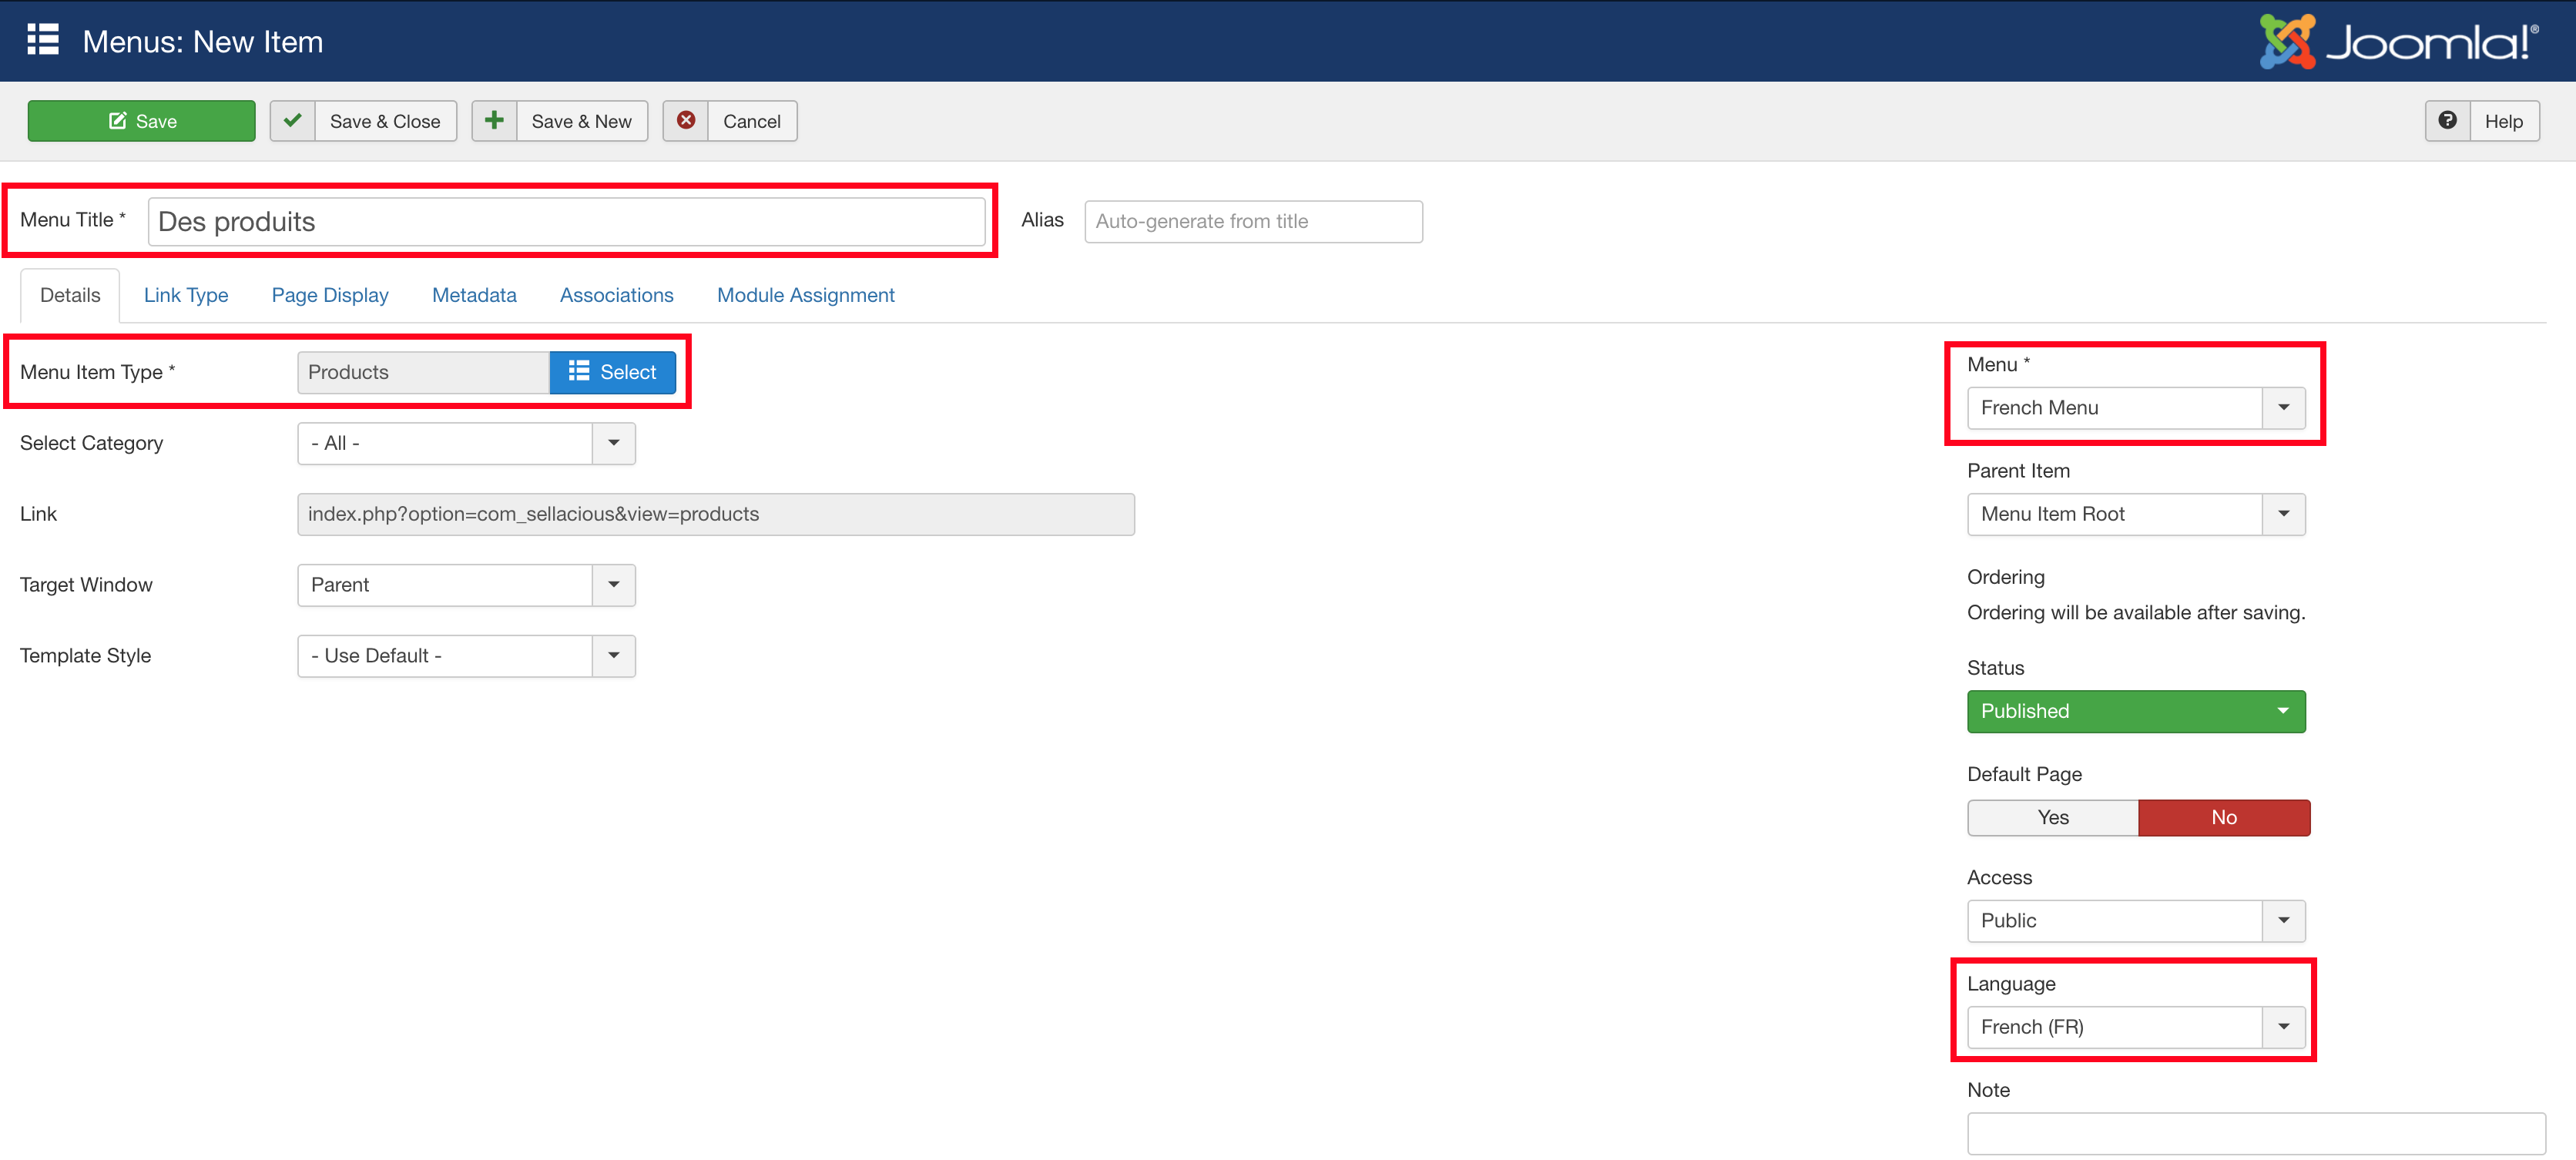 Menus: New Item
Joomla!®
Save
Save & Close
Save & New
Cancel
Help
Menu Title *
Des produits
Alias
Auto-generate from title
Details
Link Type
Page Display
Metadata
Associations
Module Assignment
Menu Item Type *
Products
Select
Select Category
- All -
Link
index.php?option=com_sellacious&view=products
Target Window
Parent
Template Style
- Use Default -
Menu *
French Menu
Parent Item
Menu Item Root
Ordering
Ordering will be available after saving.
Status
Published
Default Page
Yes
No
Access
Public
Language
French (FR)
Note